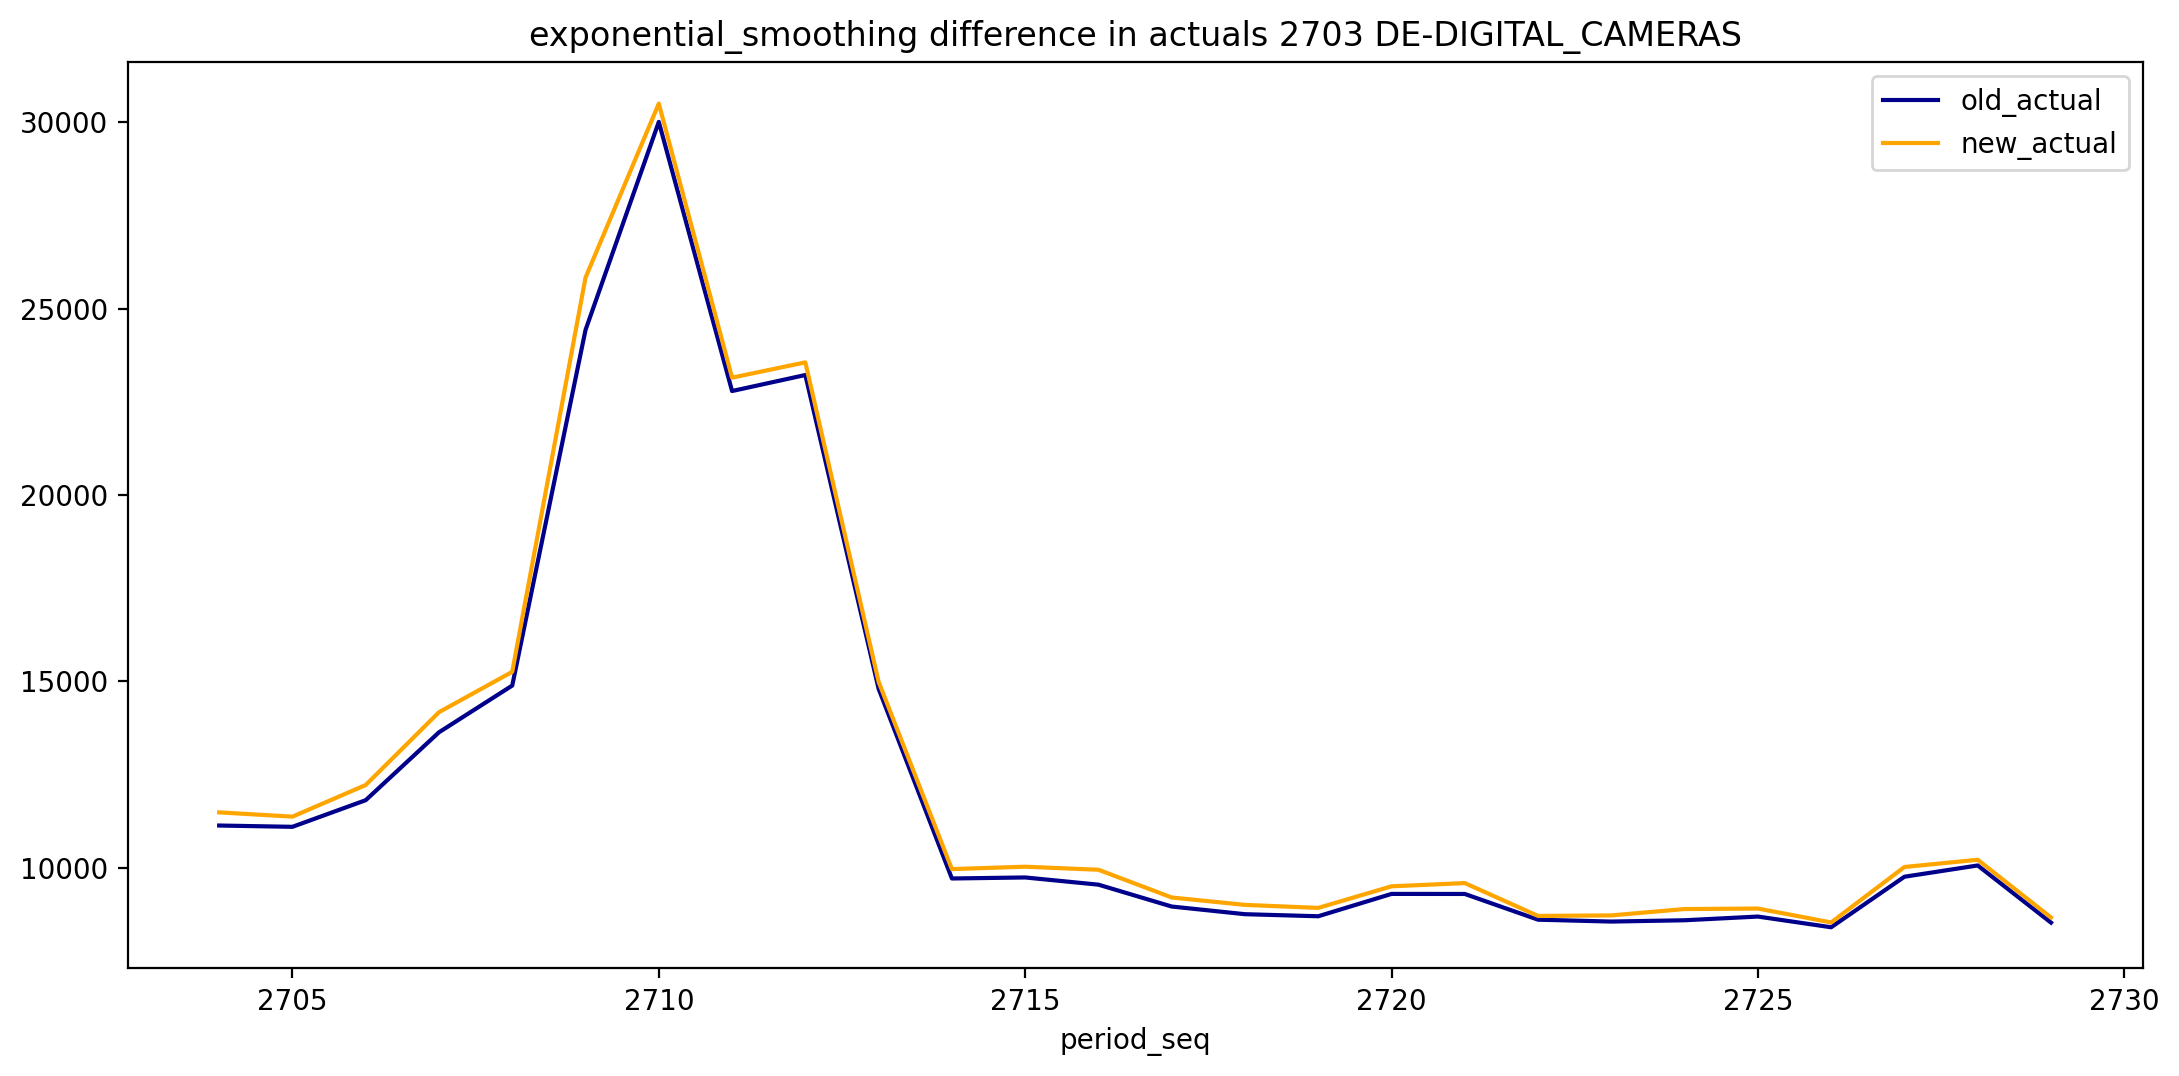 exponential_smoothing difference in actuals 2703 DE-DIGITAL_CAMERAS
old_actual
new_actual
30000
25000
20000
15000
10000
2705 2710 2715 2720 2725 2730
period_seq